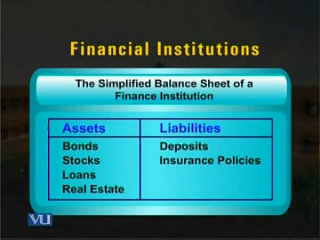 Financial Institutions
The Simplified Balance Sheet of a
Finance Institution
Assets Liabilities
Bonds Deposits
Stocks Insurance Policies
Loans
Real Estate
VU